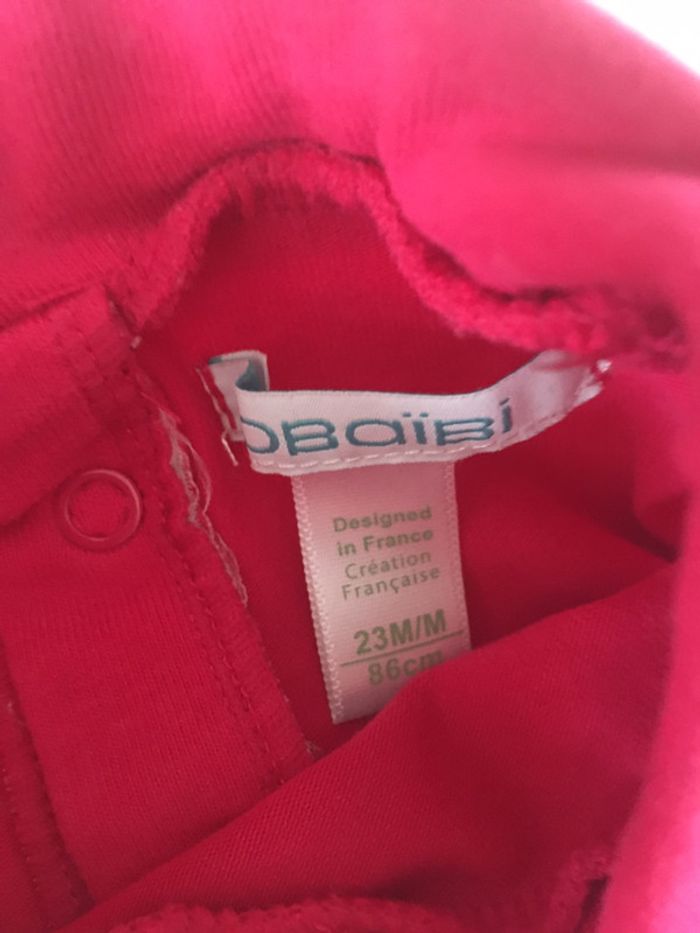 OBAÏBI
Designed
in France
Création
Française
23M/M
86cm